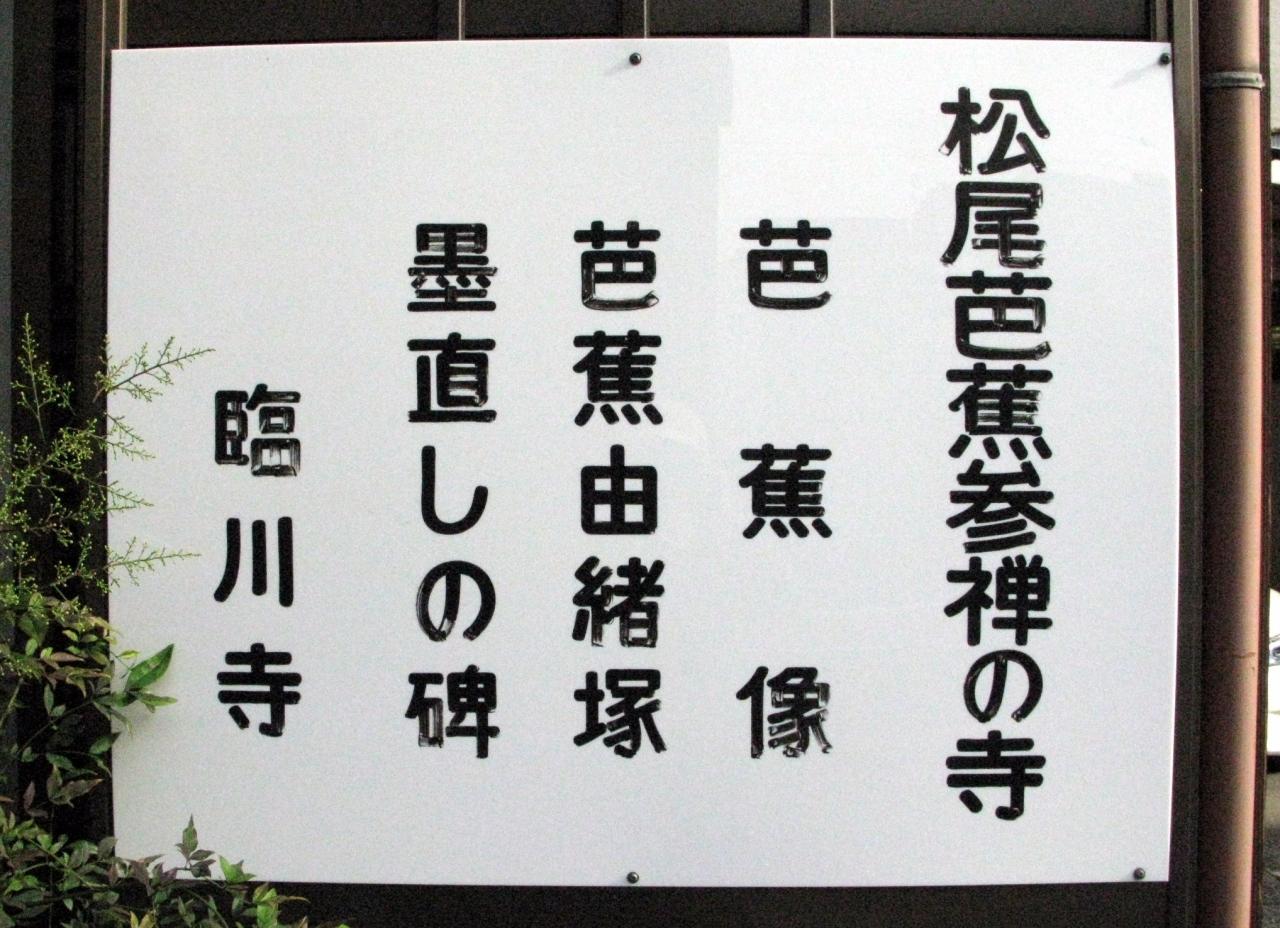 松尾芭蕉参禅の寺
芭蕉像
芭蕉由緒塚
墨直しの碑
臨川寺